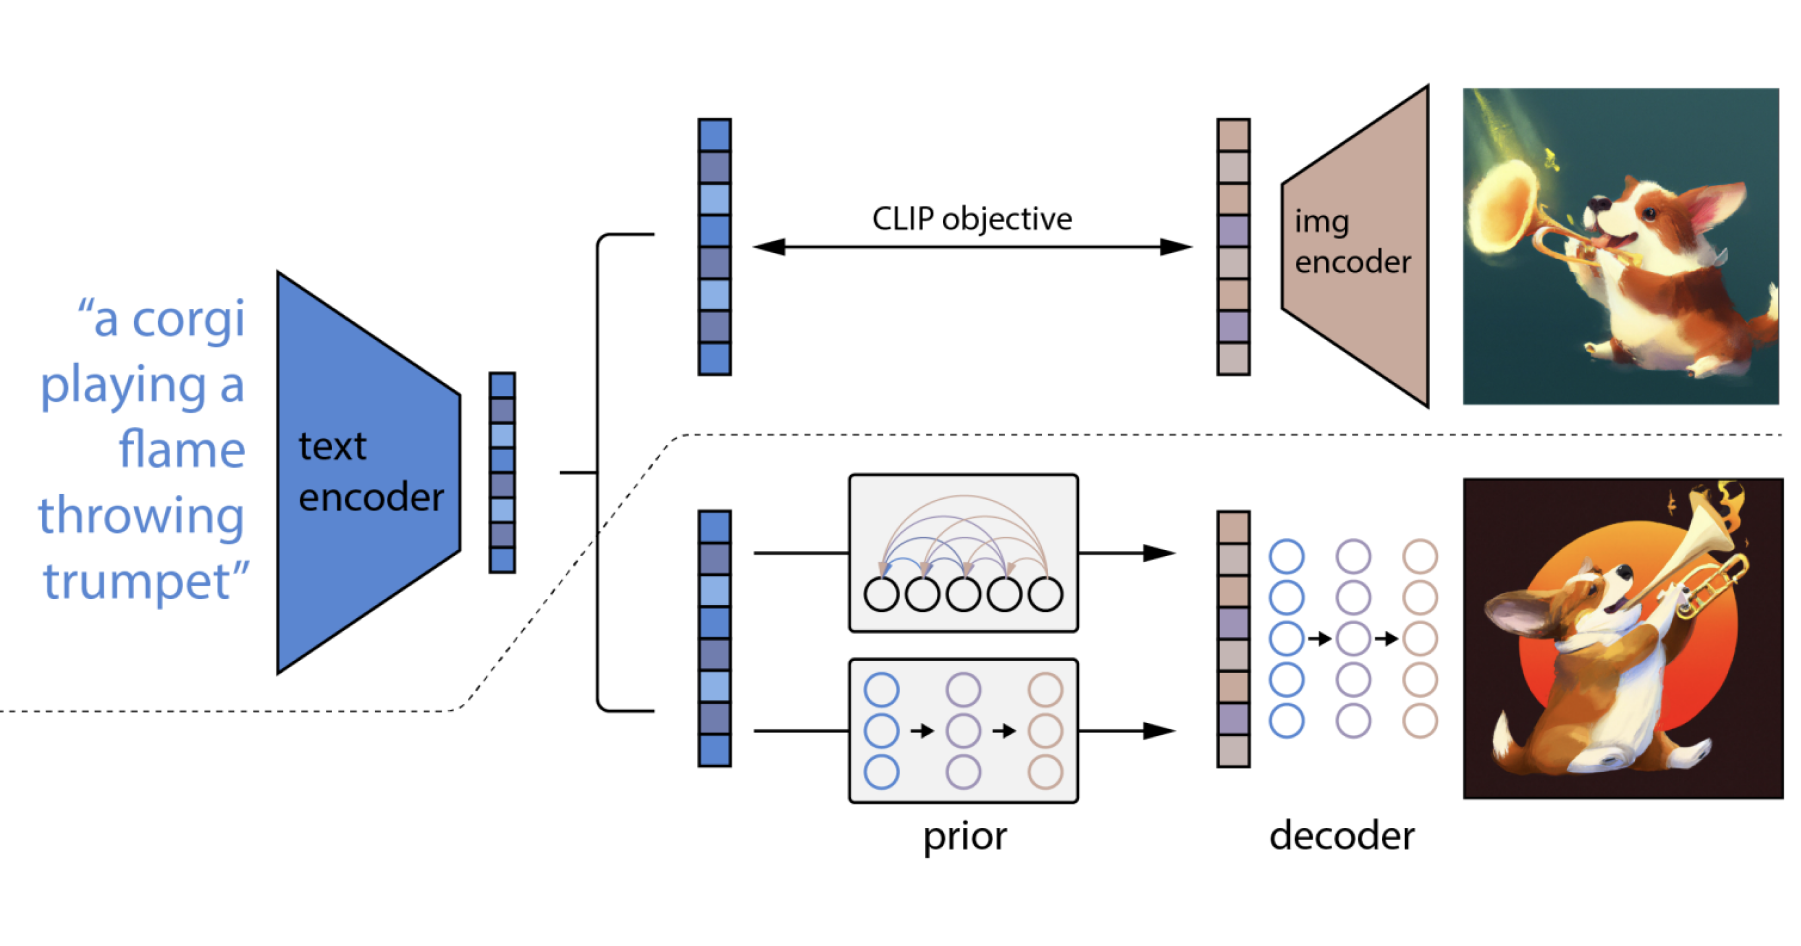 “a corgi
playing a
flame
throwing
trumpet”
text
encoder
CLIP objective
img
encoder
prior
decoder